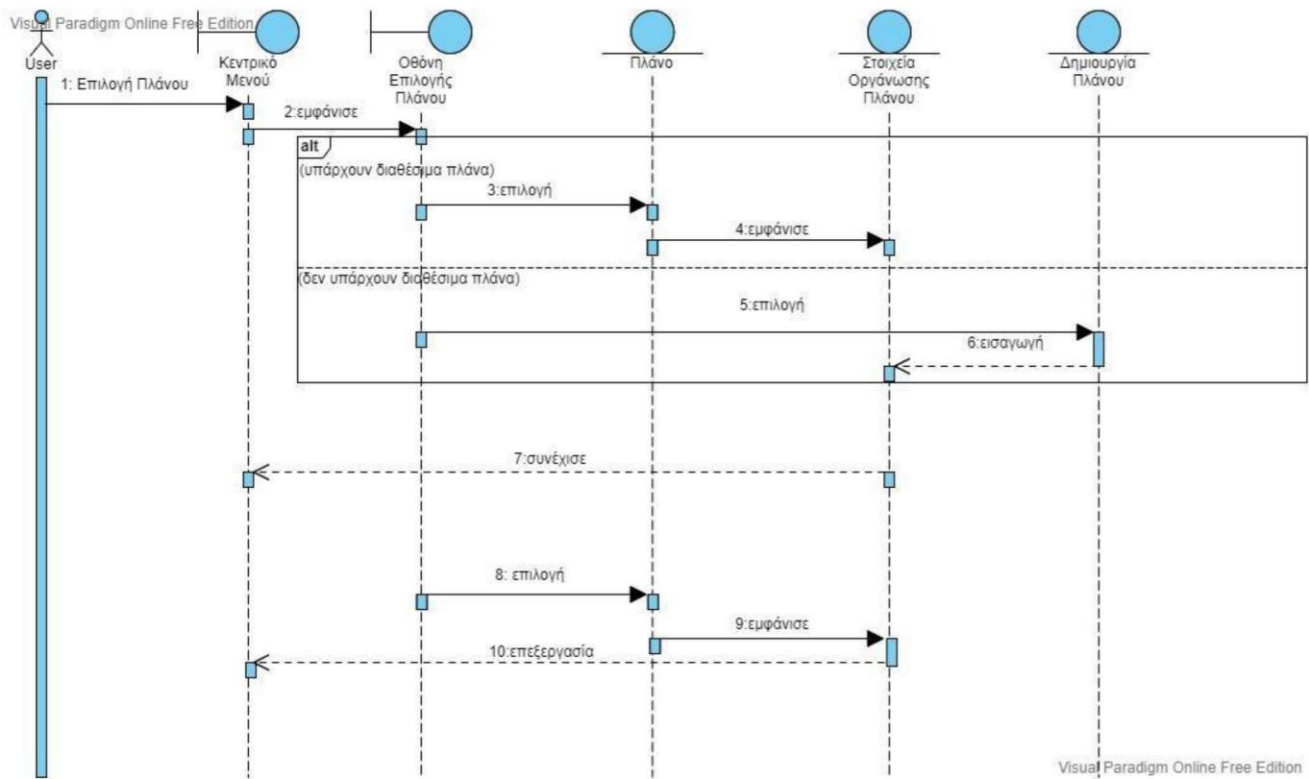 Visual Paradigm Online Free Edition
User
Κεντρικό
Μενού
Οθόνη
Επιλογής
Πλάνου
Πλάνο
Στοιχεία
Οργάνωσης
Πλάνου
Δημιουργία
Πλάνου
1: Επιλογή Πλάνου
2:εμφάνισε
alt
(υπάρχουν διαθέσιμα πλάνα)
3:επιλογή
4:εμφάνισε
(δεν υπάρχουν διαθέσιμα πλάνα)
5:επιλογή
6:εισαγωγή
7:συνέχισε
8: επιλογή
9:εμφάνισε
10:επεξεργασία
Visual Paradigm Online Free Edition